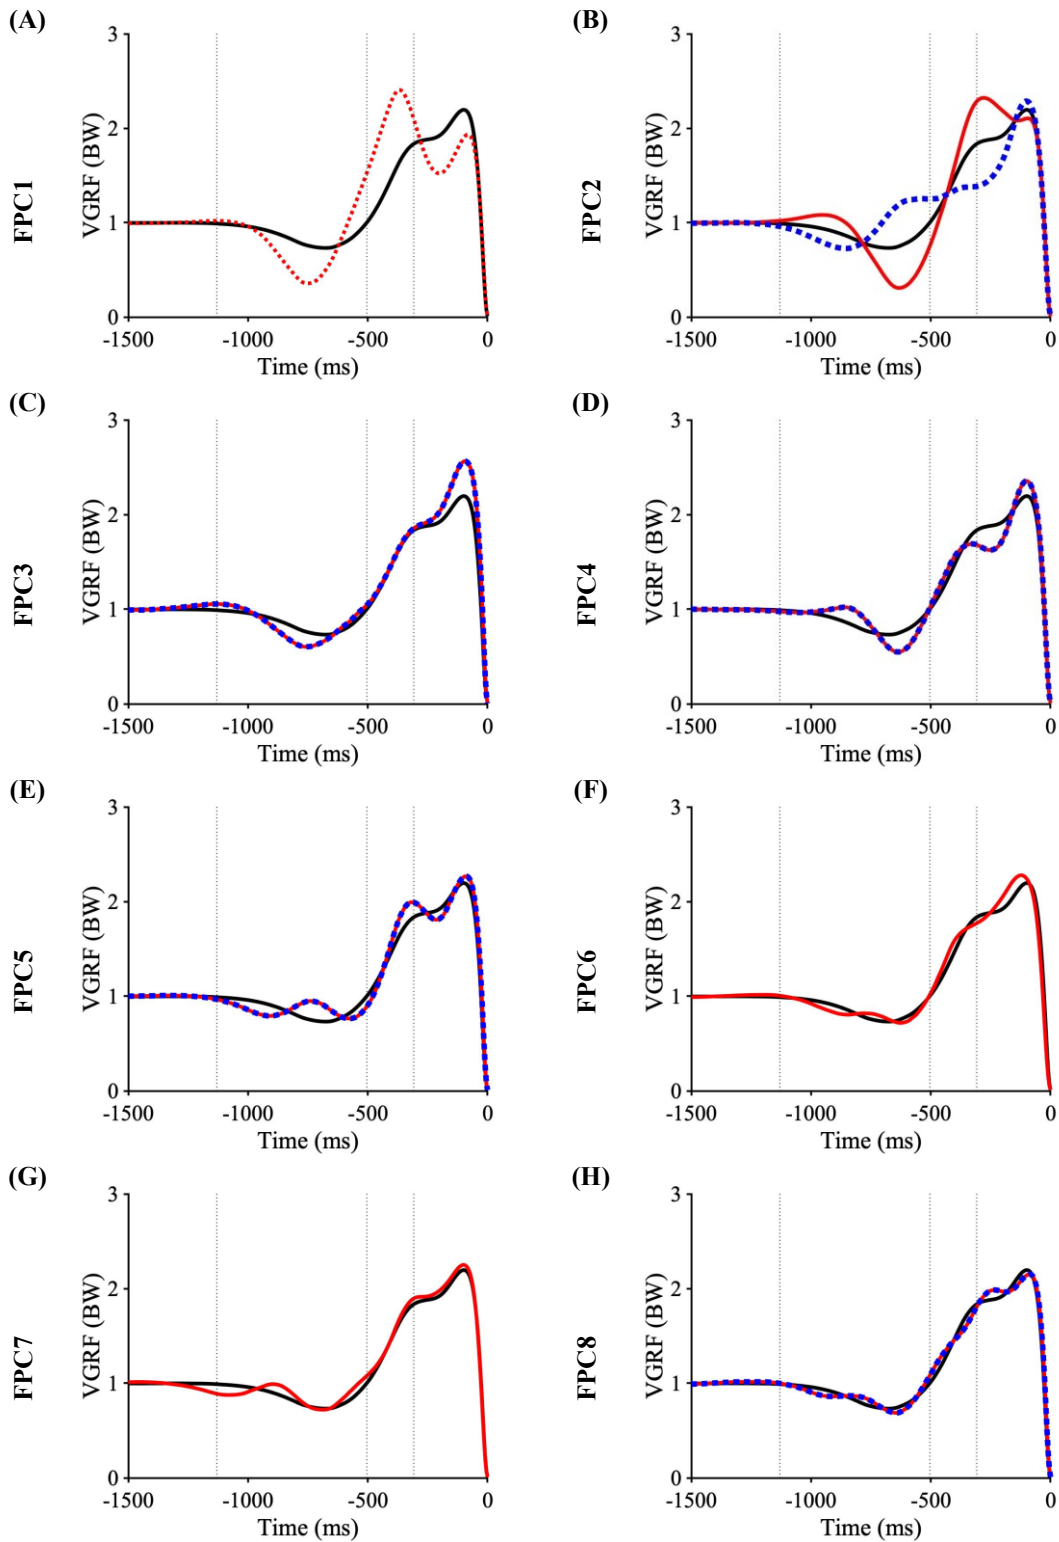 (A)
FPC1
VGRF (BW)
3
2
1
0
-1500 -1000 -500 0
Time (ms)
(B)
FPC2
VGRF (BW)
3
2
1
0
-1500 -1000 -500 0
Time (ms)
(C)
FPC3
VGRF (BW)
3
2
1
0
-1500 -1000 -500 0
Time (ms)
(D)
FPC4
VGRF (BW)
3
2
1
0
-1500 -1000 -500 0
Time (ms)
(E)
FPC5
VGRF (BW)
3
2
1
0
-1500 -1000 -500 0
Time (ms)
(F)
FPC6
VGRF (BW)
3
2
1
0
-1500 -1000 -500 0
Time (ms)
(G)
FPC7
VGRF (BW)
3
2
1
0
-1500 -1000 -500 0
Time (ms)
(H)
FPC8
VGRF (BW)
3
2
1
0
-1500 -1000 -500 0
Time (ms)